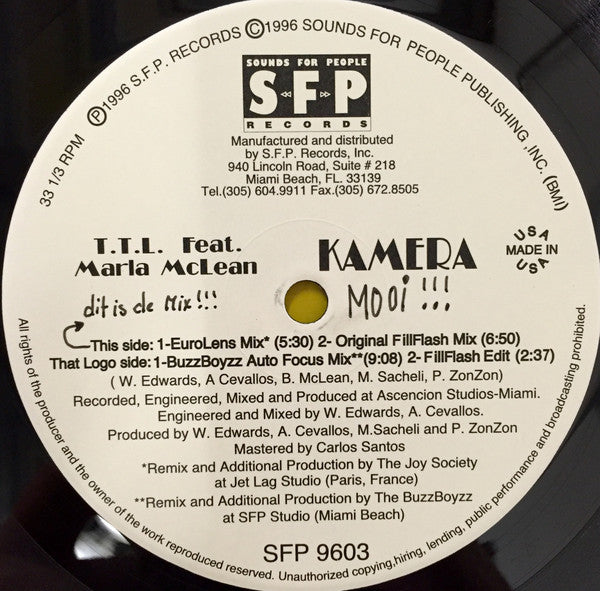 33 1/3 RPM ℗1996 S.F.P. RECORDS ©1996 SOUNDS FOR PEOPLE PUBLISHING, INC. (BMI)
SOUNDS FOR PEOPLE
SFP
RECORDS
Manufactured and distributed
by S.F.P. Records, Inc.
940 Lincoln Road, Suite # 218
Miami Beach, FL. 33139
Tel.(305) 604.9911 Fax.(305) 672.8505
T.T.L. Feat.
Marla McLean
KAMERA
USA
MADE IN
USA
dit is de Mix!!!
MOOI !!!
This side: 1-EuroLens Mix* (5:30) 2- Original FillFlash Mix (6:50)
That Logo side: 1-BuzzBoyzz Auto Focus Mix**(9:08) 2-FillFlash Edit (2:37)
( W. Edwards, A Cevallos, B. McLean, M. Sacheli, P. ZonZon)
Recorded, Engineered, Mixed and Produced at Ascencion Studios-Miami.
Engineered and Mixed by W. Edwards, A. Cevallos.
Produced by W. Edwards, A. Cevallos, M.Sacheli and P. ZonZon
Mastered by Carlos Santos
*Remix and Additional Production by The Joy Society
at Jet Lag Studio (Paris, France)
**Remix and Additional Production by The BuzzBoyzz
at SFP Studio (Miami Beach)
SFP 9603
All rights of the producer and the owner of the work reproduced reserved. Unauthorized copying,hiring, lending, public performance and broadcasting prohibited.